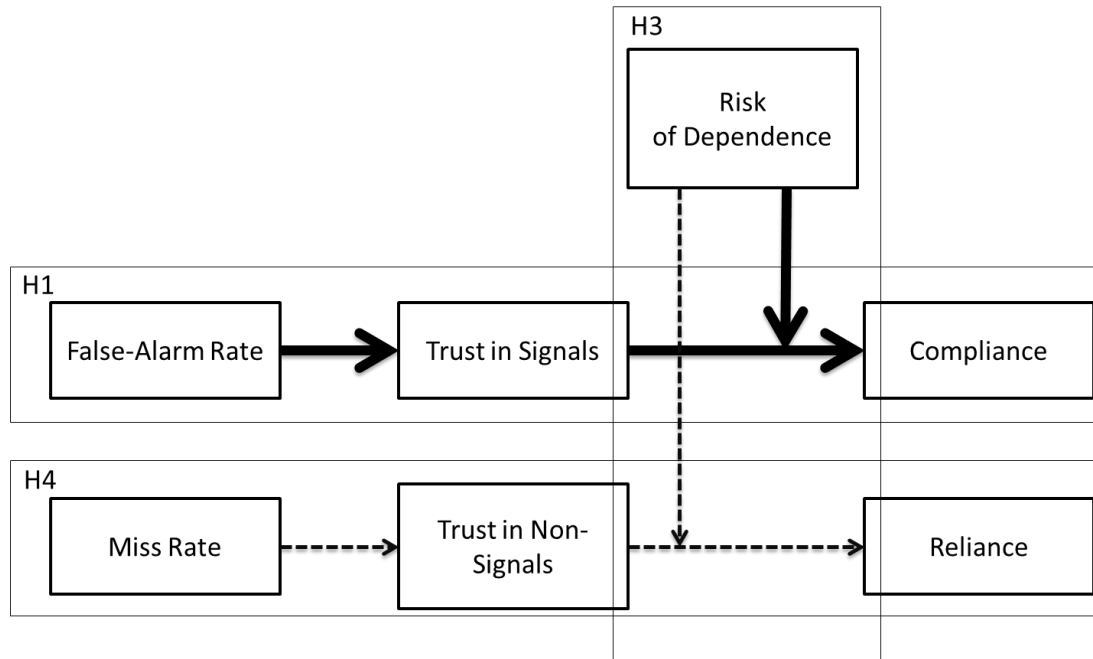 H3
Risk
of Dependence
H1
False-Alarm Rate
Trust in Signals
Compliance
H4
Miss Rate
Trust in Non-
Signals
Reliance